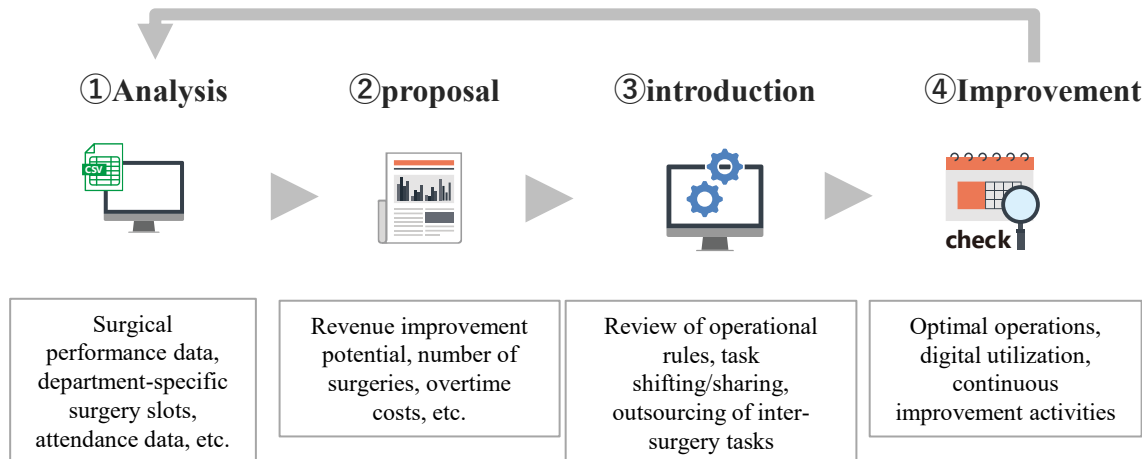 ①Analysis
②proposal
③introduction
④Improvement
CSV
check
Surgical
performance data,
department-specific
surgery slots,
attendance data, etc.
Revenue improvement
potential, number of
surgeries, overtime
costs, etc.
Review of operational
rules, task
shifting/sharing,
outsourcing of inter-
surgery tasks
Optimal operations,
digital utilization,
continuous
improvement activities